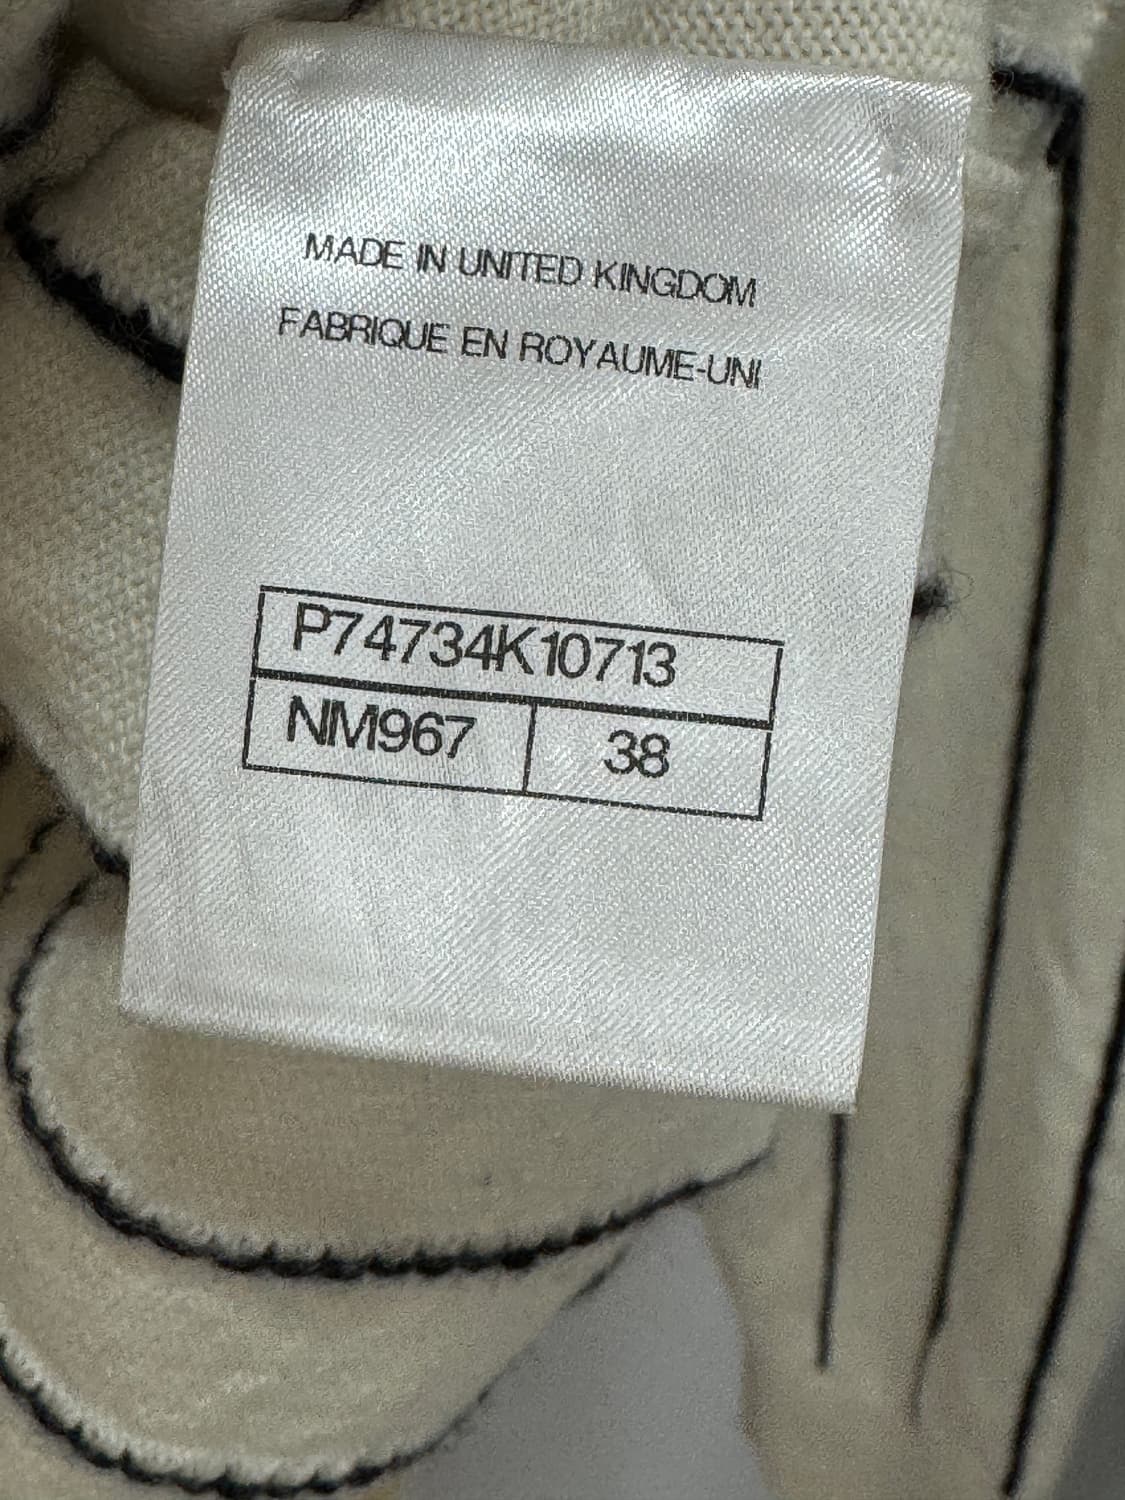 MADE IN UNITED KINGDOM
FABRIQUE EN ROYAUME-UNI
P74734K10713
NM967 38